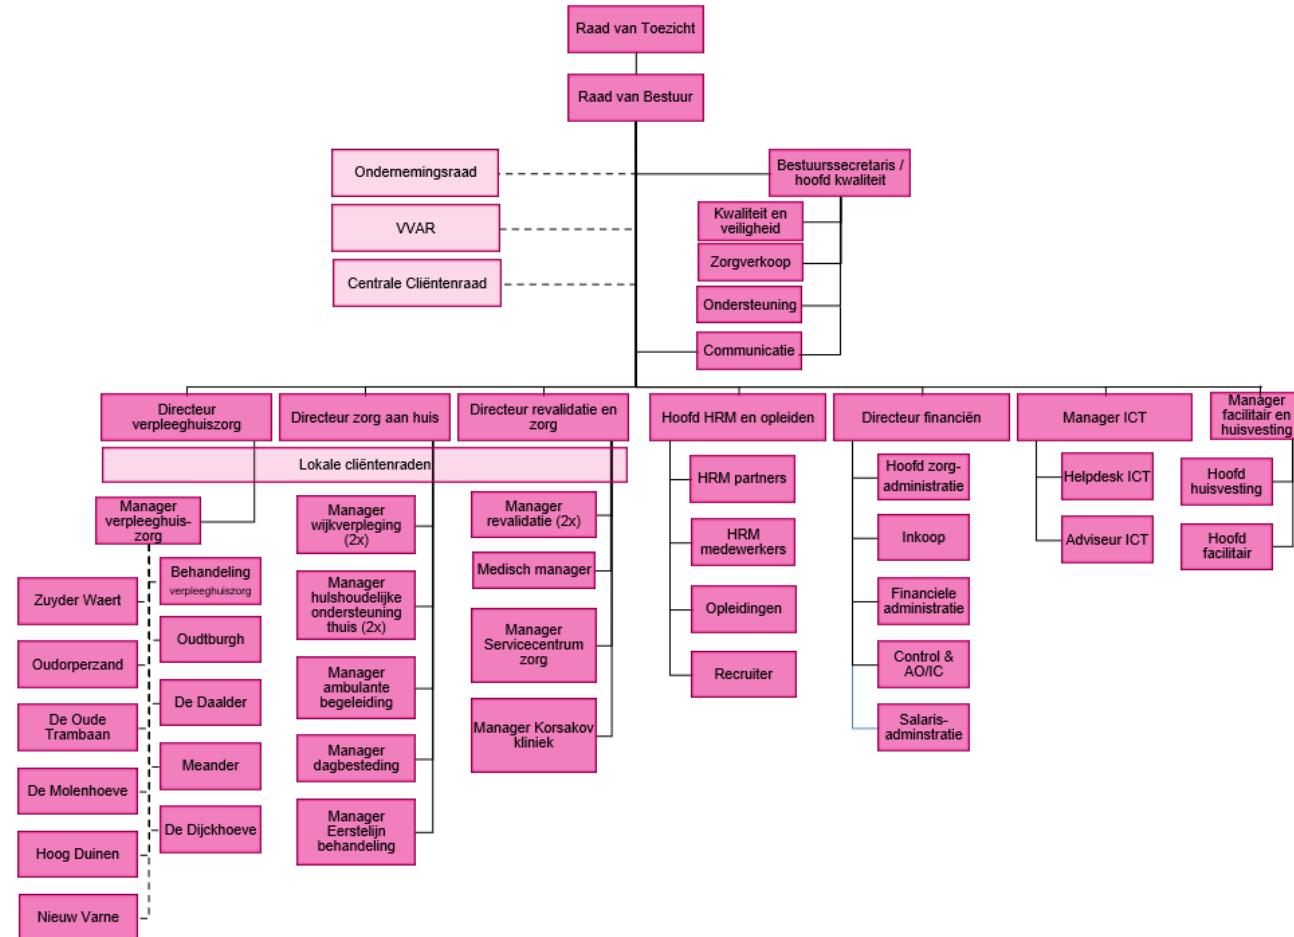 Raad van Toezicht
Raad van Bestuur
Ondernemingsraad
VVAR
Centrale Cliëntenraad
Bestuurssecretaris /
hoofd kwaliteit
Kwaliteit en
veiligheid
Zorgverkoop
Ondersteuning
Communicatie
Directeur
verpleeghuiszorg
Directeur zorg aan huis
Directeur revalidatie en
zorg
Hoofd HRM en opleiden
Directeur financiën
Manager ICT
Manager
facilitair en
huisvesting
Lokale cliëntenraden
Manager
verpleeghuis-
zorg
Behandeling
verpleeghuiszorg
Zuyder Waert
Oudtburgh
Oudorperzand
De Daalder
De Oude
Trambaan
Meander
De Molenhoeve
De Dijckhoeve
Hoog Duinen
Nieuw Varne
Manager
wijkverpleging
(2x)
Manager
hulshoudelijke
ondersteuning
thuis (2x)
Manager
ambulante
begeleiding
Manager
dagbesteding
Manager
Eerstelijn
behandeling
Manager
revalidatie (2x)
Medisch manager
Manager
Servicecentrum
zorg
Manager Korsakov
kliniek
HRM partners
HRM
medewerkers
Opleidingen
Recruiter
Hoofd zorg-
administratie
Inkoop
Financiele
administratie
Control &
AO/IC
Salaris-
adminstratie
Helpdesk ICT
Adviseur ICT
Hoofd
huisvesting
Hoofd
facilitair